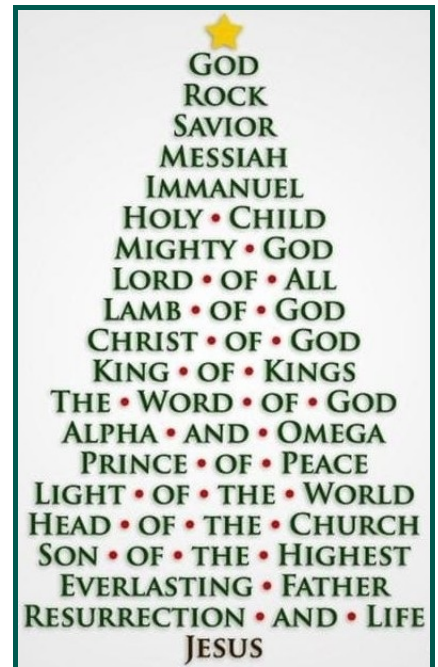 GOD
ROCK
SAVIOR
MESSIAH
IMMANUEL
HOLY • CHILD
MIGHTY • GOD
LORD • OF • ALL
LAMB • OF • GOD
CHRIST • OF • GOD
KING • OF • KINGS
THE • WORD • OF • GOD
ALPHA • AND • OMEGA
PRINCE • OF • PEACE
LIGHT • OF • THE • WORLD
HEAD • OF • THE • CHURCH
SON • OF • THE • HIGHEST
EVERLASTING • FATHER
RESURRECTION • AND • LIFE
JESUS